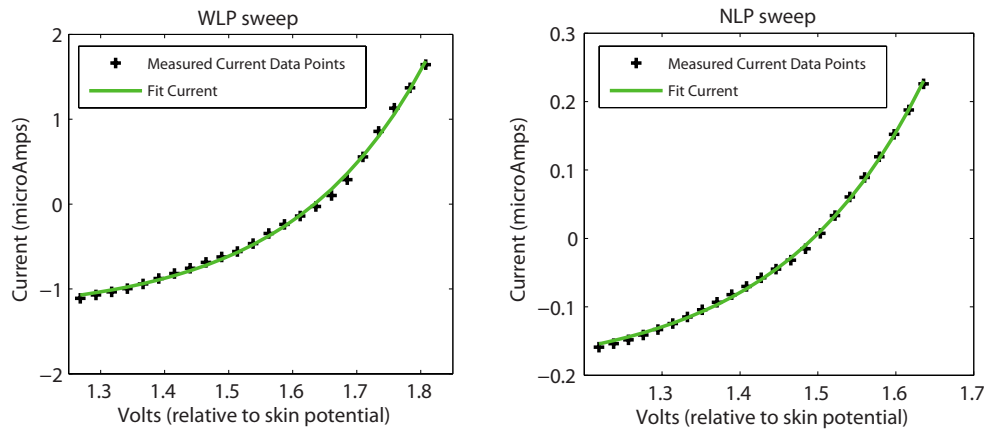 WLP sweep
2
1
0
−1
−2
Current (microAmps)
Measured Current Data Points
Fit Current
1.3 1.4 1.5 1.6 1.7 1.8
Volts (relative to skin potential)
NLP sweep
0.3
0.2
0.1
0
−0.1
−0.2
Current (microAmps)
Measured Current Data Points
Fit Current
1.3 1.4 1.5 1.6 1.7
Volts (relative to skin potential)